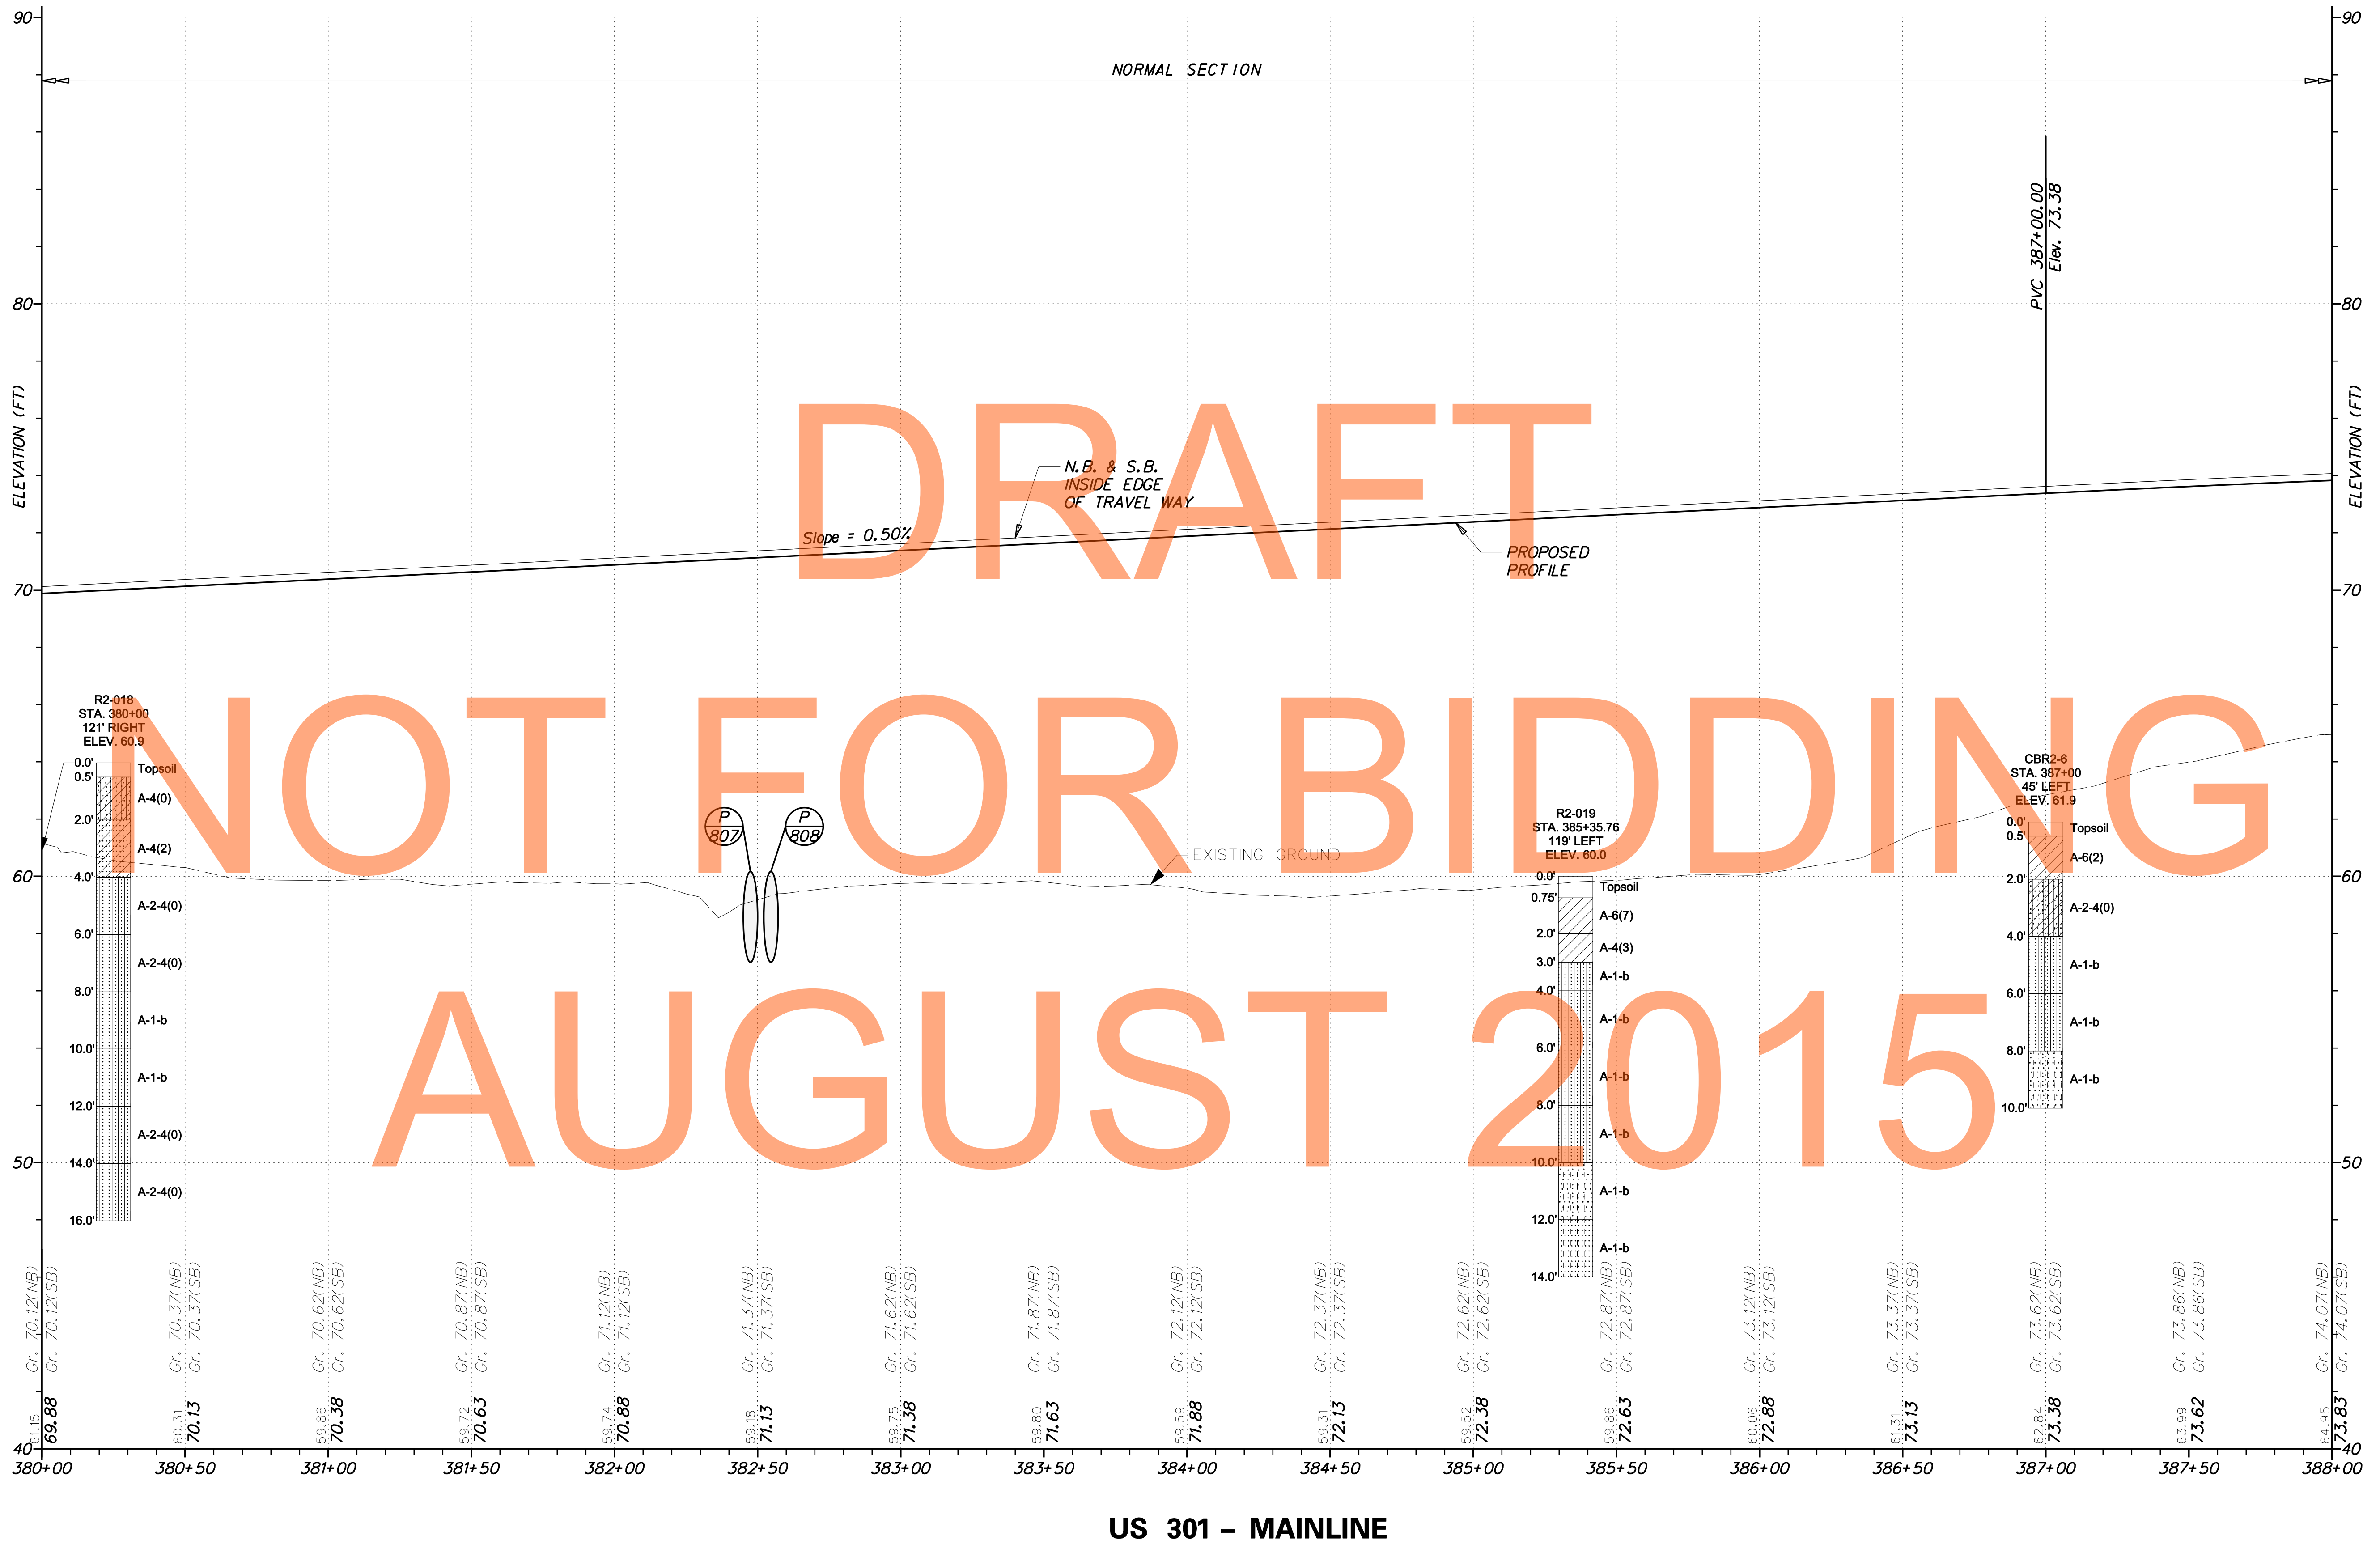 90
90
NORMAL SECTION
PVC 387+00.00
Elev. 73.38
80
80
ELEVATION (FT)
ELEVATION (FT)
DRAFT
N.B. & S.B.
INSIDE EDGE
OF TRAVEL WAY
Slope = 0.50%
PROPOSED
PROFILE
70
70
NOT FOR BIDDING
R2-018
STA. 380+00
121' RIGHT
ELEV. 60.9
0.0'
Topsoil
0.5'
A-4(0)
2.0'
A-4(2)
4.0'
A-2-4(0)
6.0'
A-2-4(0)
8.0'
A-1-b
10.0'
A-1-b
12.0'
A-2-4(0)
14.0'
A-2-4(0)
16.0'
P
807
P
808
EXISTING GROUND
R2-019
STA. 385+35.76
119' LEFT
ELEV. 60.0
0.0'
Topsoil
0.75'
A-6(7)
2.0'
A-4(3)
3.0'
A-1-b
4.0'
A-1-b
6.0'
A-1-b
8.0'
A-1-b
10.0'
A-1-b
12.0'
A-1-b
14.0'
CBR2-6
STA. 387+00
45' LEFT
ELEV. 61.9
0.0'
Topsoil
0.5'
A-6(2)
2.0'
A-2-4(0)
4.0'
A-1-b
6.0'
A-1-b
8.0'
A-1-b
10.0'
60
60
AUGUST 2015
50
50
Gr. 70.12(NB)
Gr. 70.12(SB)
Gr. 70.37(NB)
Gr. 70.37(SB)
Gr. 70.62(NB)
Gr. 70.62(SB)
Gr. 70.87(NB)
Gr. 70.87(SB)
Gr. 71.12(NB)
Gr. 71.12(SB)
Gr. 71.37(NB)
Gr. 71.37(SB)
Gr. 71.62(NB)
Gr. 71.62(SB)
Gr. 71.87(NB)
Gr. 71.87(SB)
Gr. 72.12(NB)
Gr. 72.12(SB)
Gr. 72.37(NB)
Gr. 72.37(SB)
Gr. 72.62(NB)
Gr. 72.62(SB)
Gr. 72.87(NB)
Gr. 72.87(SB)
Gr. 73.12(NB)
Gr. 73.12(SB)
Gr. 73.37(NB)
Gr. 73.37(SB)
Gr. 73.62(NB)
Gr. 73.62(SB)
Gr. 73.86(NB)
Gr. 73.86(SB)
Gr. 74.07(NB)
Gr. 74.07(SB)
61.15
69.88
60.31
70.13
59.86
70.38
59.72
70.63
59.74
70.88
59.18
71.13
59.75
71.38
59.80
71.63
59.59
71.88
59.31
72.13
59.52
72.38
59.86
72.63
60.06
72.88
61.31
73.13
62.84
73.38
63.99
73.62
64.95
73.83
40
40
380+00
380+50
381+00
381+50
382+00
382+50
383+00
383+50
384+00
384+50
385+00
385+50
386+00
386+50
387+00
387+50
388+00
US 301 – MAINLINE